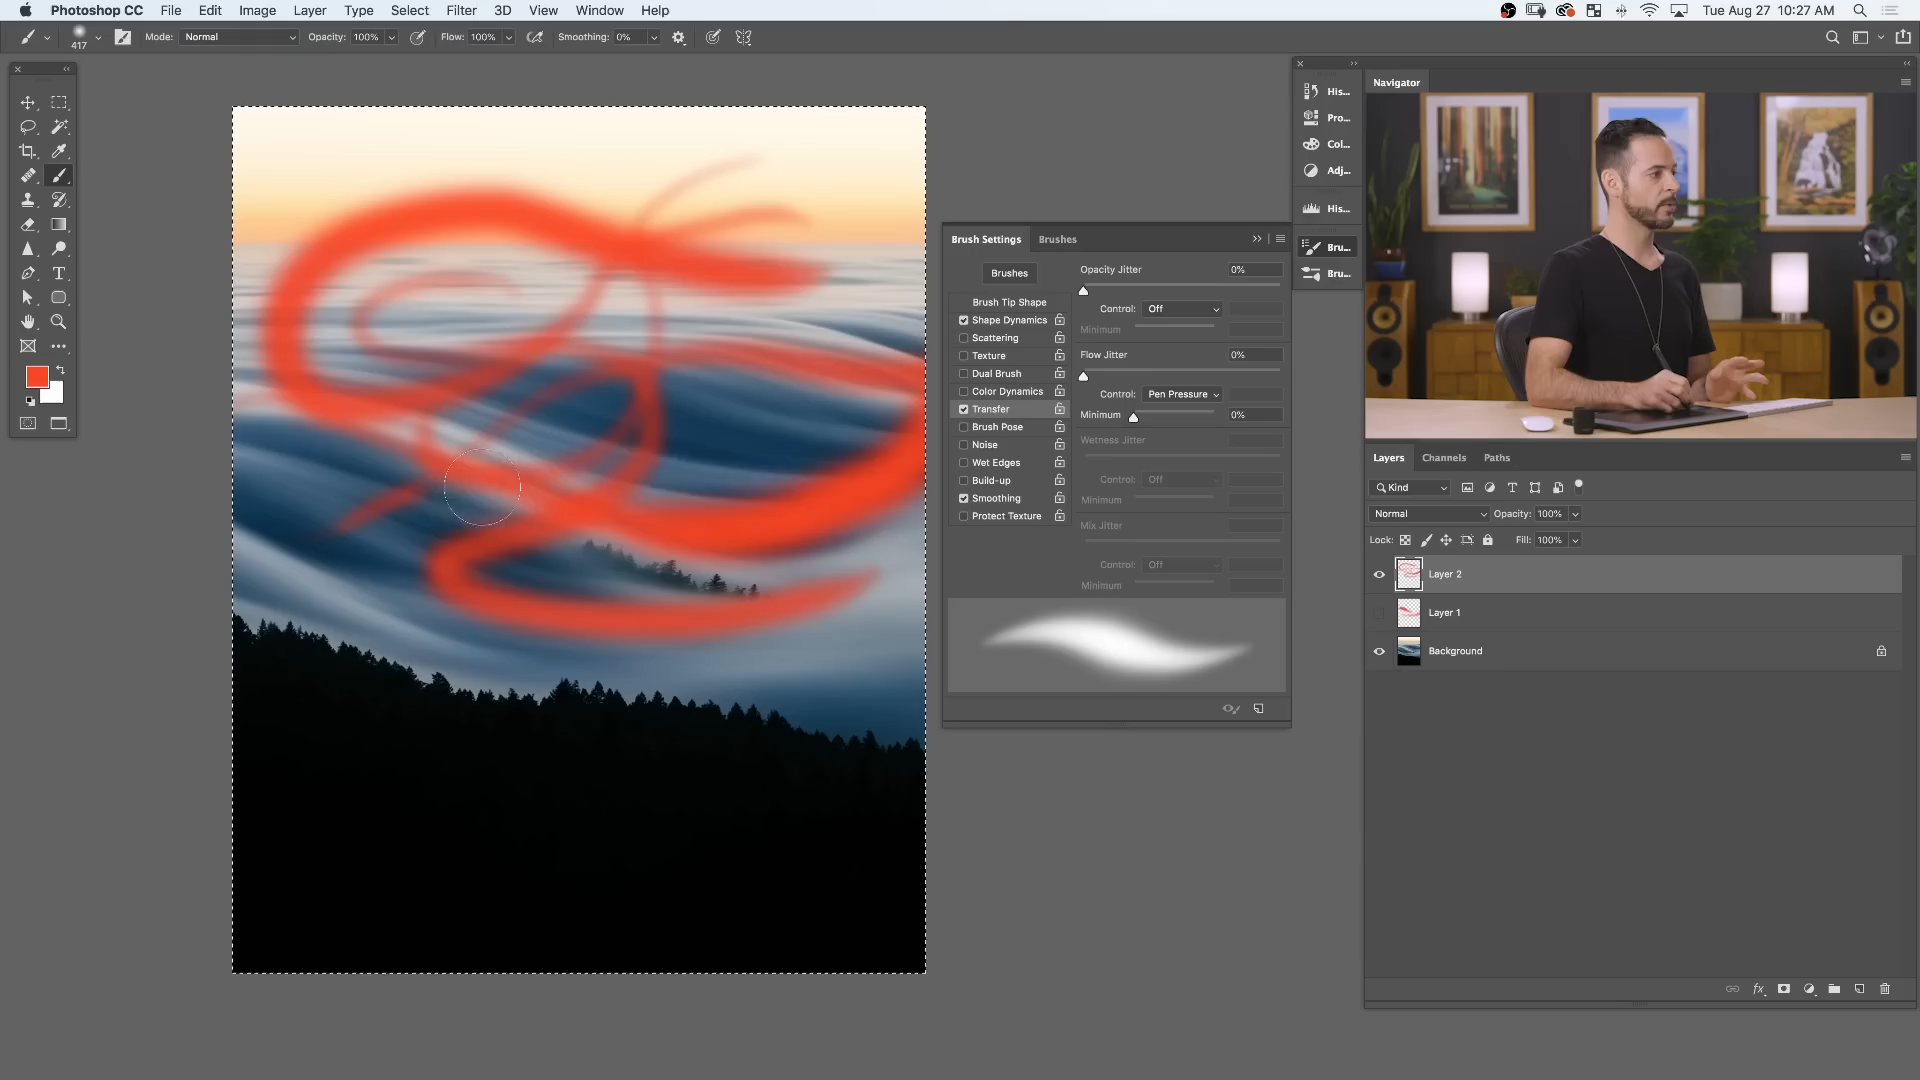 Photoshop CC File Edit Image Layer Type Select Filter 3D View Window Help Tue Aug 27 10:27 AM
417 Mode: Normal Opacity: 100% Flow: 100% Smoothing: 0%
Navigator
His...
Pro...
Col...
Adj...
His...
Bru...
Bru...
Brush Settings Brushes
Brushes
Brush Tip Shape
Shape Dynamics
Scattering
Texture
Dual Brush
Color Dynamics
Transfer
Brush Pose
Noise
Wet Edges
Build-up
Smoothing
Protect Texture
Opacity Jitter 0%
Control: Off
Minimum
Flow Jitter 0%
Control: Pen Pressure
Minimum 0%
Wetness Jitter
Control: Off
Minimum
Mix Jitter
Control: Off
Minimum
Layers Channels Paths
Kind
Normal Opacity: 100%
Lock: Fill: 100%
Layer 2
Layer 1
Background
fx